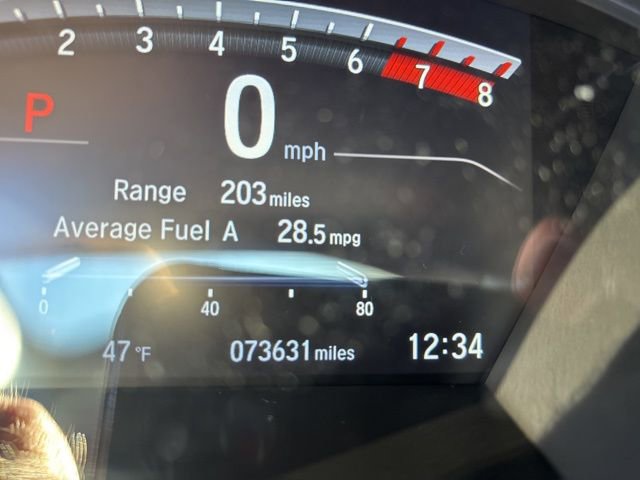 2 3 4 5 6 7 8
P
0 mph
Range 203 miles
Average Fuel A 28.5 mpg
0 40 80
47 °F 073631 miles 12:34